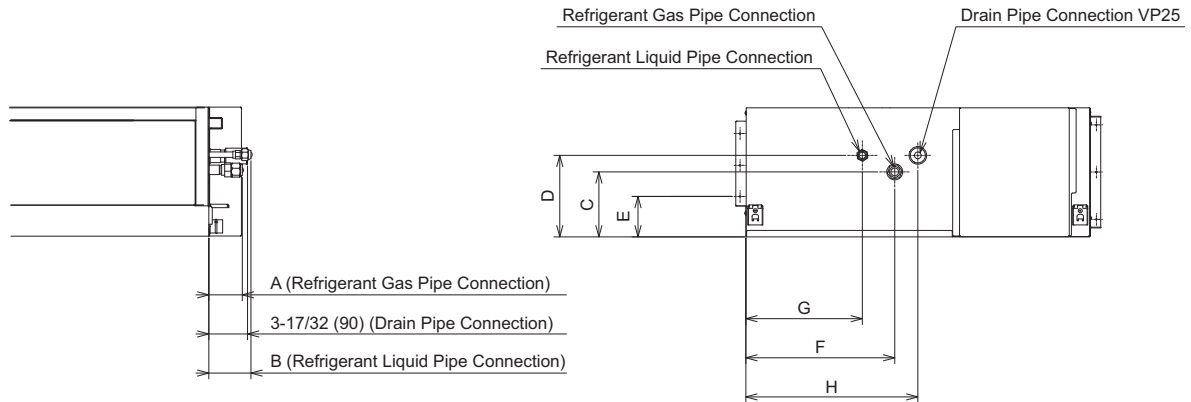 Refrigerant Gas Pipe Connection
Drain Pipe Connection VP25
Refrigerant Liquid Pipe Connection
D
C
E
A (Refrigerant Gas Pipe Connection)
G
3-17/32 (90) (Drain Pipe Connection)
F
B (Refrigerant Liquid Pipe Connection)
H